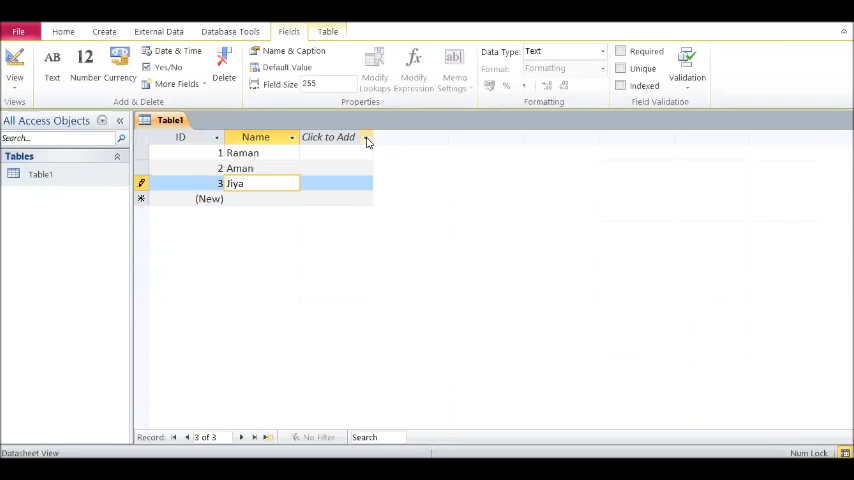 File Home Create External Data Database Tools Fields Table
View
Views
AB
Text
12
Number
Currency
Date & Time
Yes/No
More Fields
Delete
Add & Delete
Name & Caption
Default Value
Field Size 255
Modify
Lookups
fx
Modify
Expression
ab
Memo
Settings
Properties
Data Type: Text
Format: Formatting
%
Formatting
Required
Unique
Indexed
Validation
Field Validation
All Access Objects
Search...
Tables
Table1
Table1
ID Name Click to Add
1 Raman
2 Aman
3 Jiya
(New)
Record: 3 of 3 No Filter Search
Datasheet View Num Lock